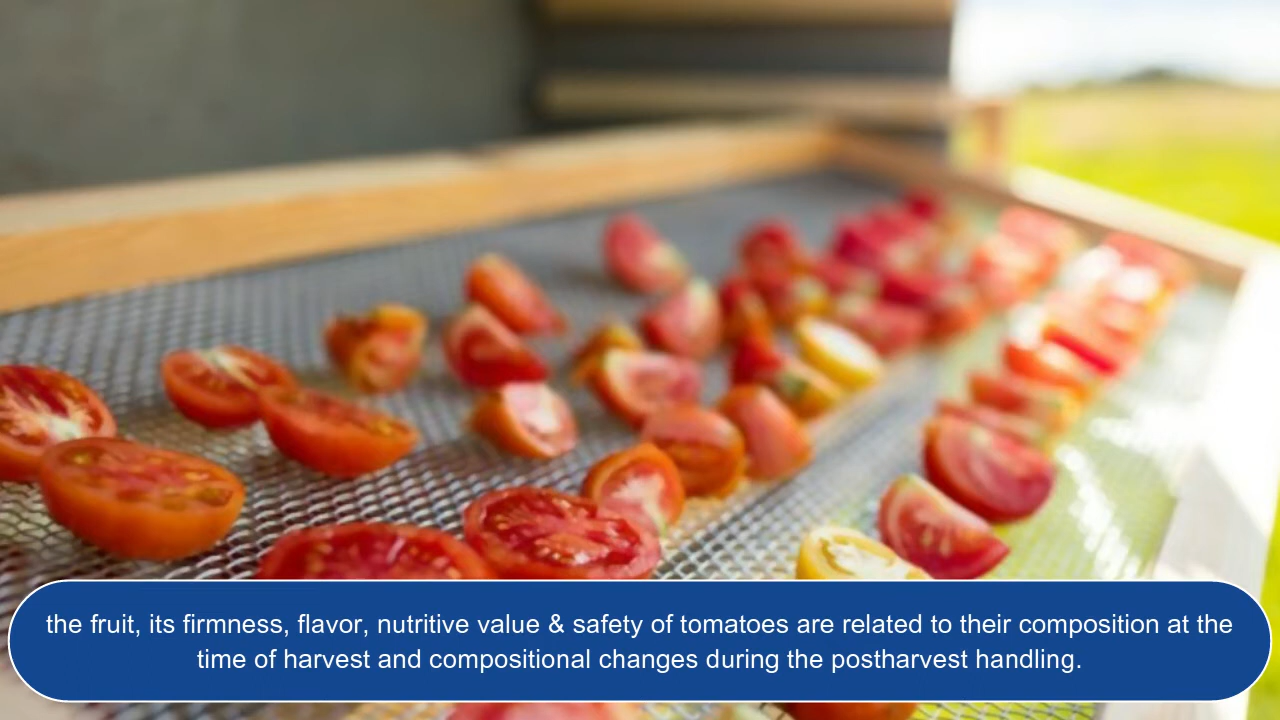 the fruit, its firmness, flavor, nutritive value & safety of tomatoes are related to their composition at the
time of harvest and compositional changes during the postharvest handling.